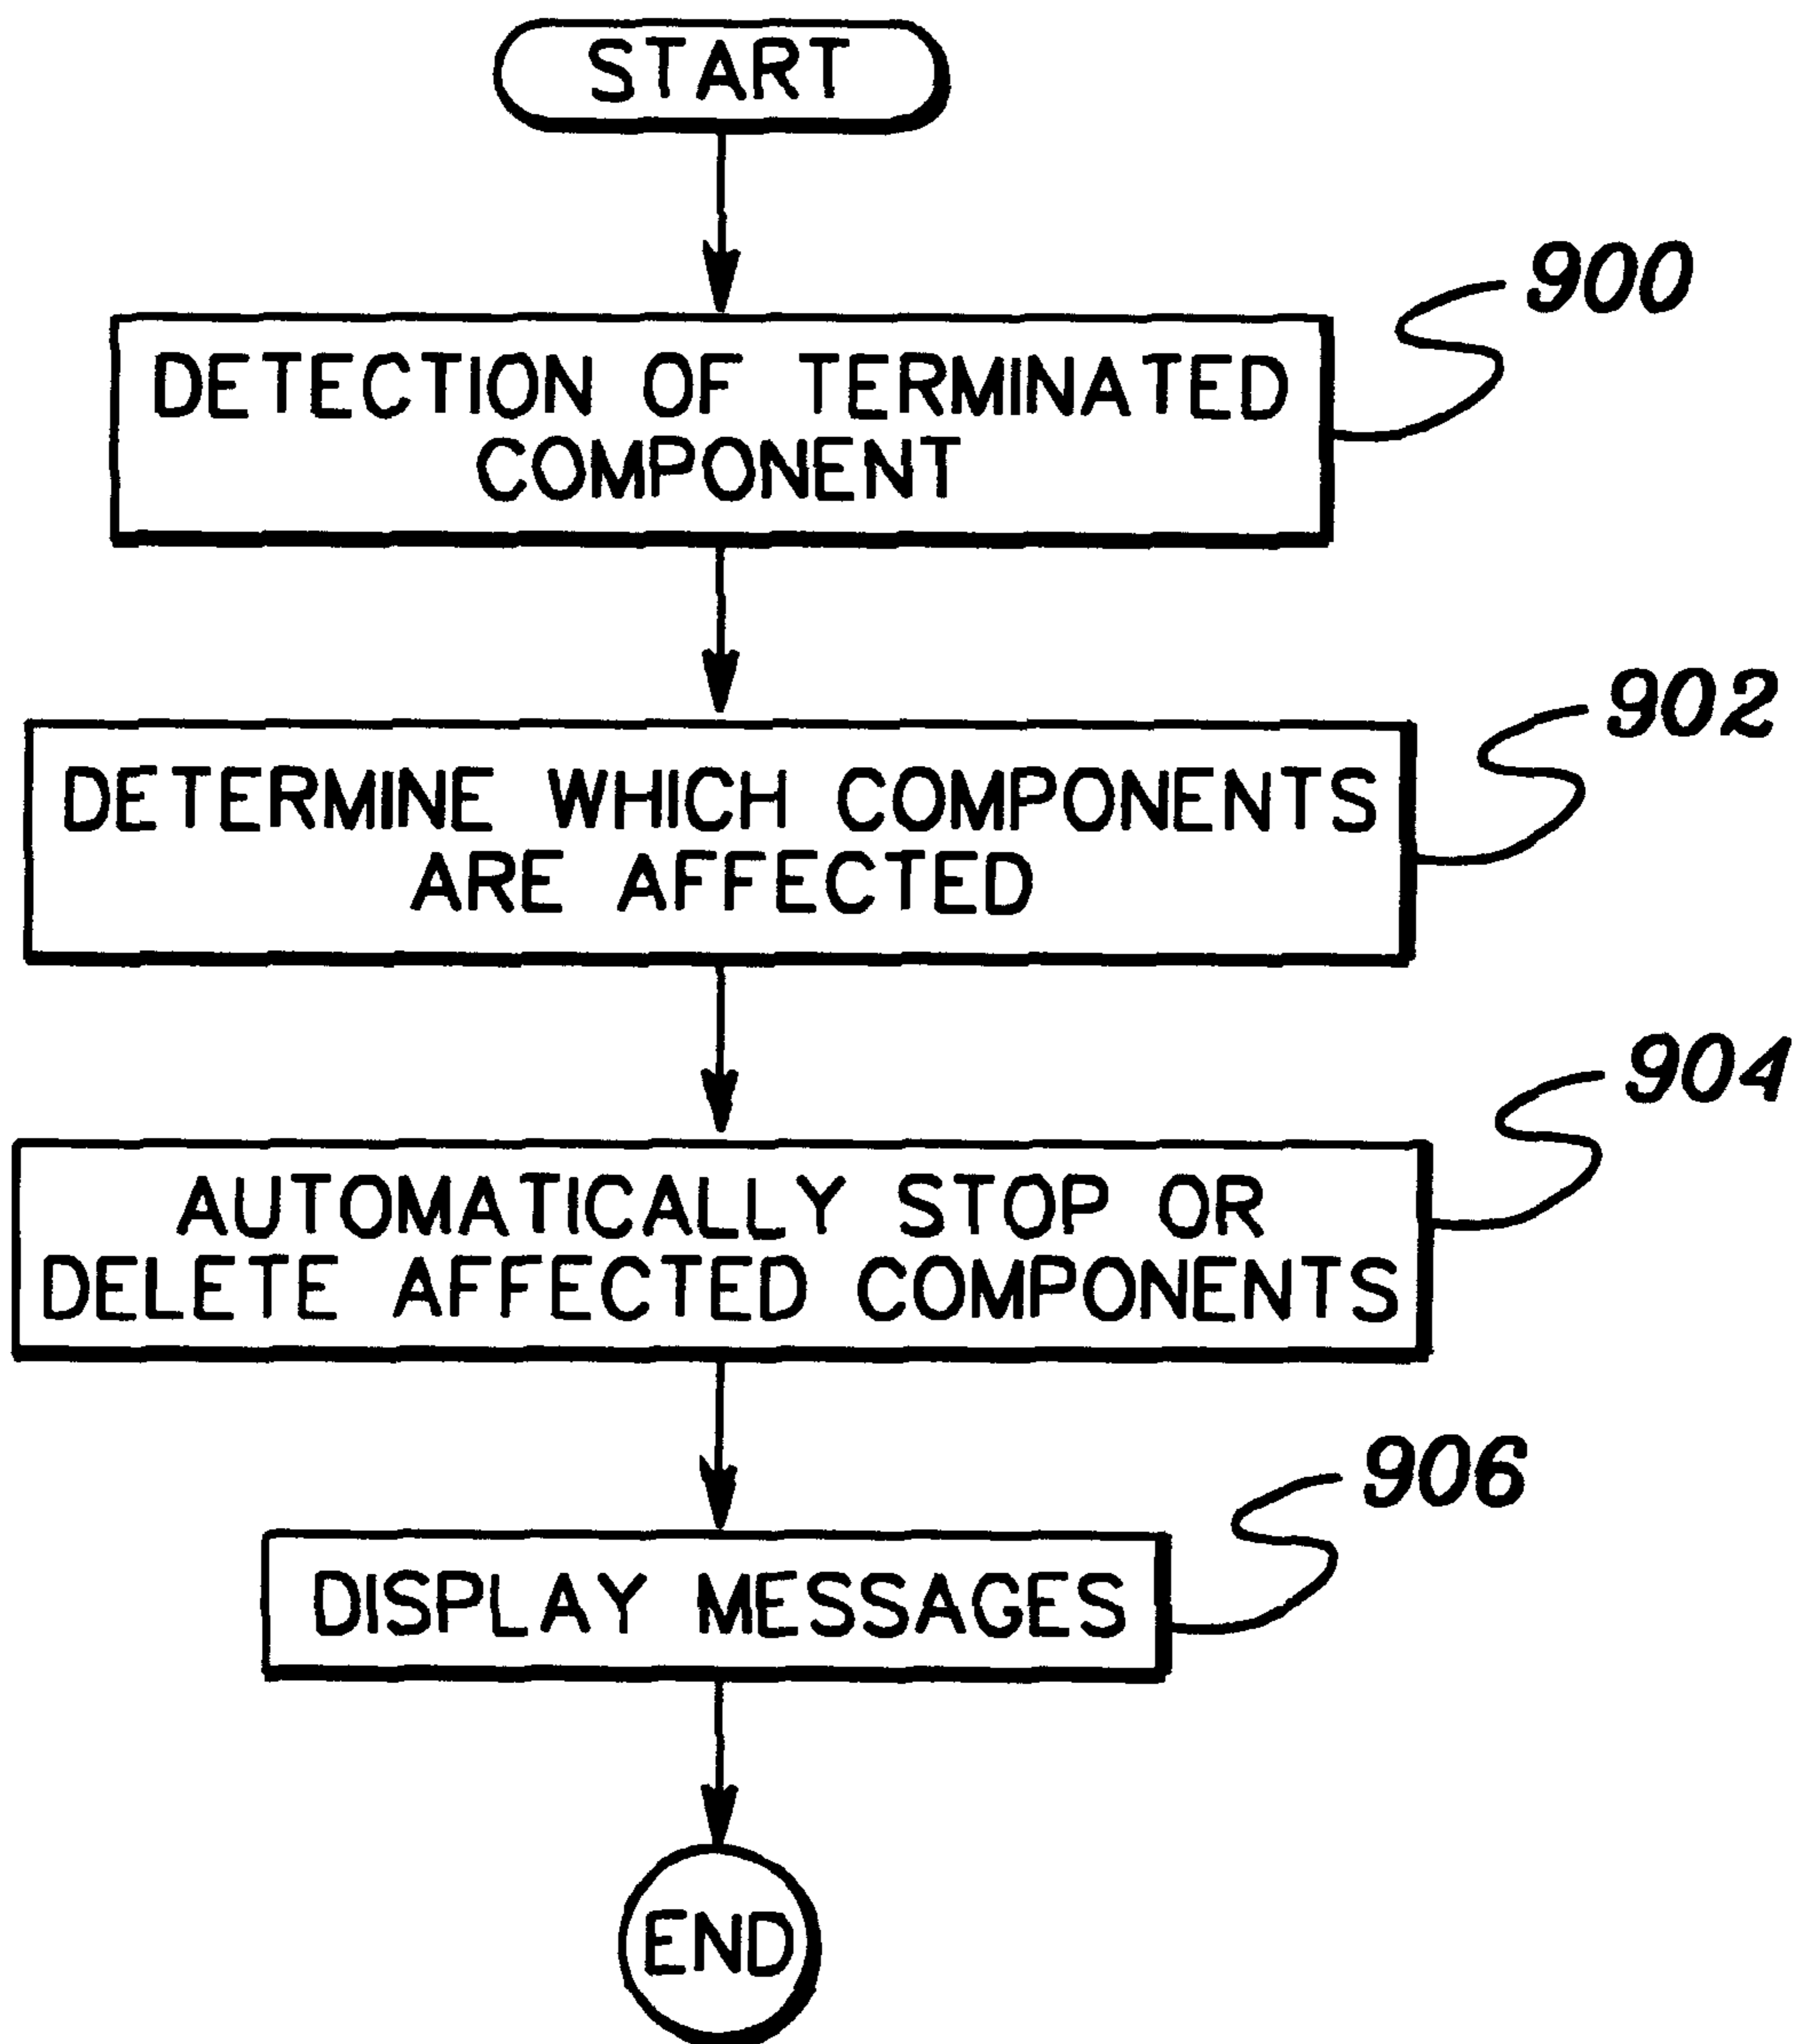 START
900
DETECTION OF TERMINATED
COMPONENT
902
DETERMINE WHICH COMPONENTS
ARE AFFECTED
904
AUTOMATICALLY STOP OR
DELETE AFFECTED COMPONENTS
906
DISPLAY MESSAGES
END